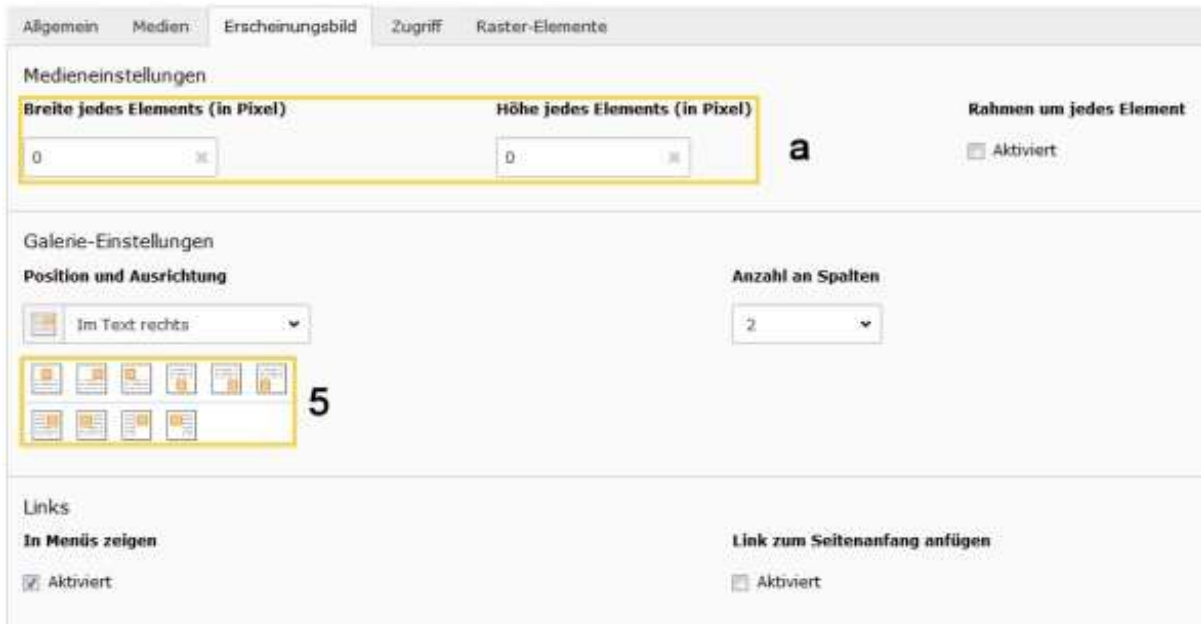 Allgemein Medien Erscheinungsbild Zugriff Raster-Elemente
Medieneinstellungen
Breite jedes Elements (in Pixel) Höhe jedes Elements (in Pixel) Rahmen um jedes Element
0 0 a Aktiviert
Galerie-Einstellungen
Position und Ausrichtung Anzahl an Spalten
Im Text rechts 2
5
Links
In Menüs zeigen Link zum Seitenanfang anfügen
Aktiviert Aktiviert